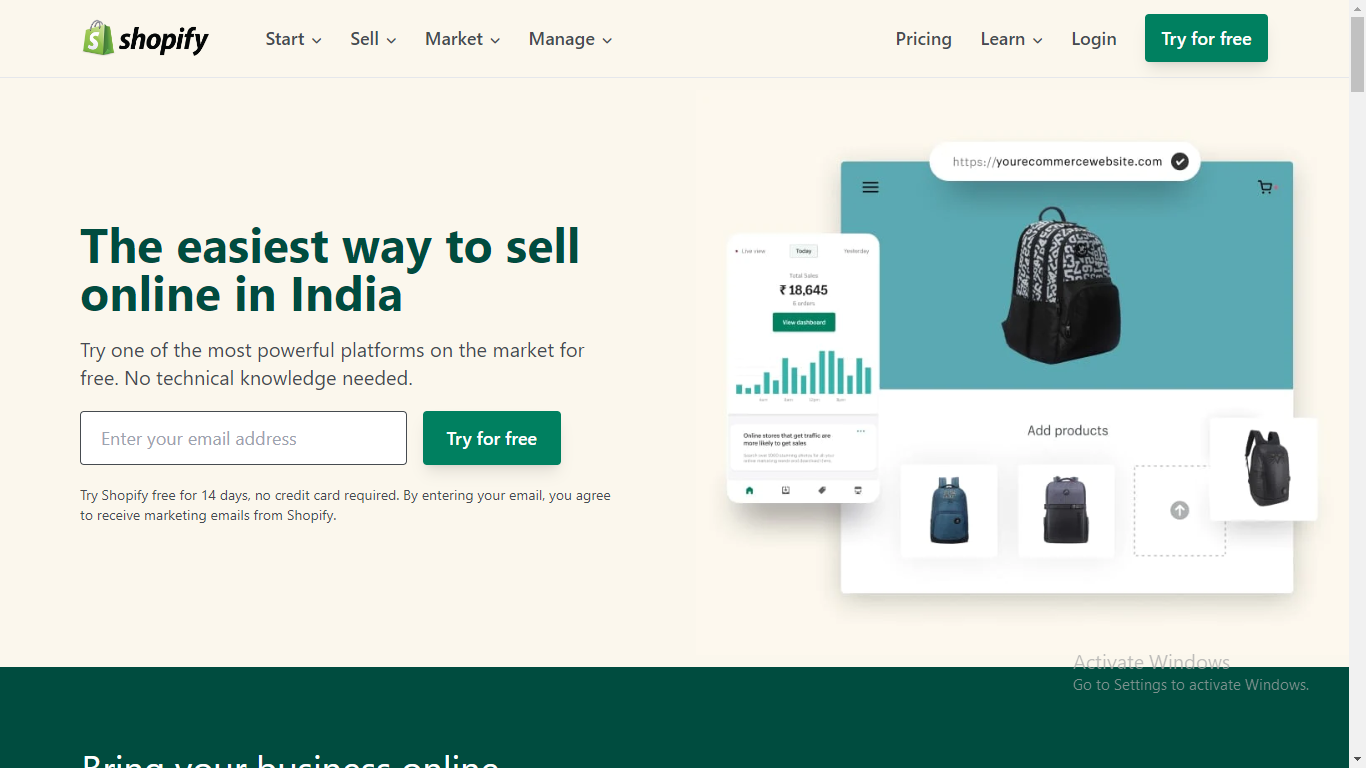 shopify
Start
Sell
Market
Manage
Pricing
Learn
Login
Try for free
The easiest way to sell
online in India
Try one of the most powerful platforms on the market for
free. No technical knowledge needed.
Enter your email address
Try for free
Try Shopify free for 14 days, no credit card required. By entering your email, you agree
to receive marketing emails from Shopify.
https://yourecommercewebsite.com
Live view
Today
Yesterday
Total Sales
₹ 18,645
6 orders
View dashboard
Online stores that get traffic are
more likely to get sales
Add products
Activate Windows
Go to Settings to activate Windows.
Bring your business online